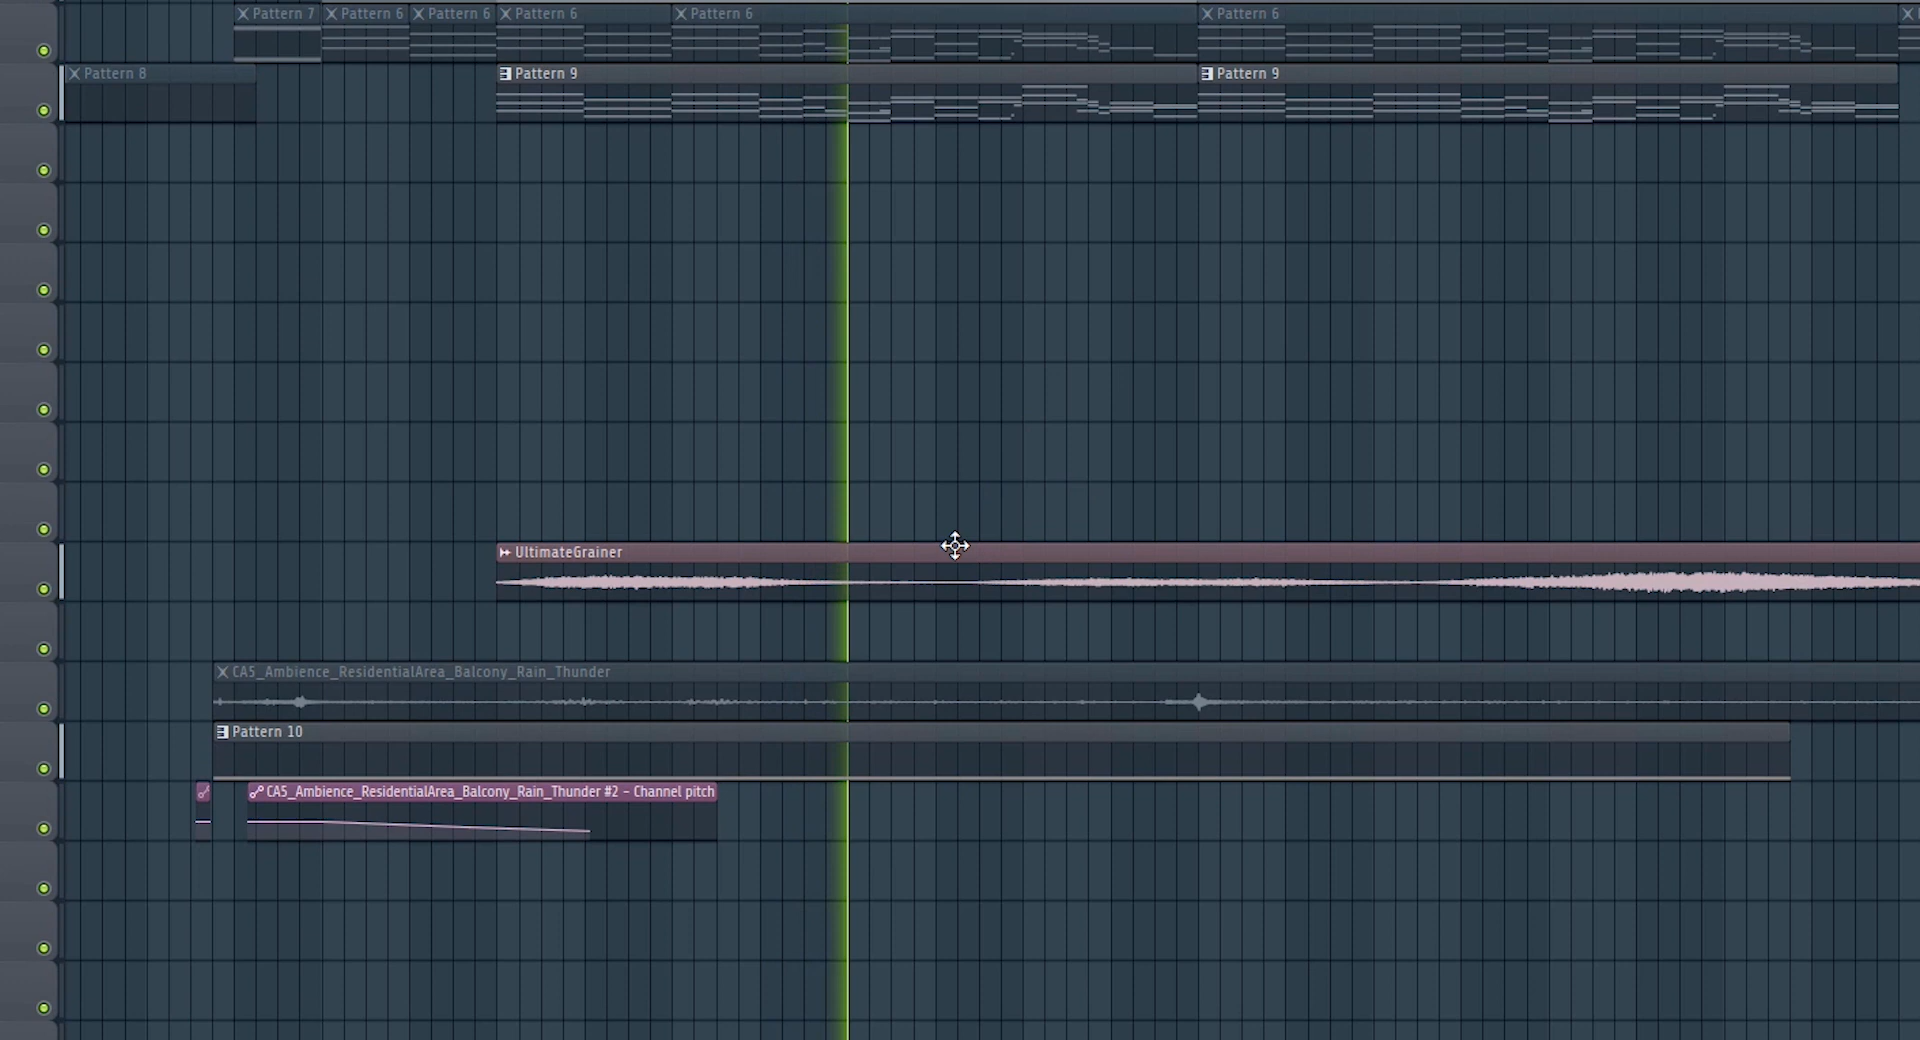 Pattern 7
Pattern 6
Pattern 6
Pattern 6
Pattern 6
Pattern 6
Pattern 8
Pattern 9
Pattern 9
UltimateGrainer
CA5_Ambience_ResidentialArea_Balcony_Rain_Thunder
Pattern 10
CA5_Ambience_ResidentialArea_Balcony_Rain_Thunder #2 - Channel pitch